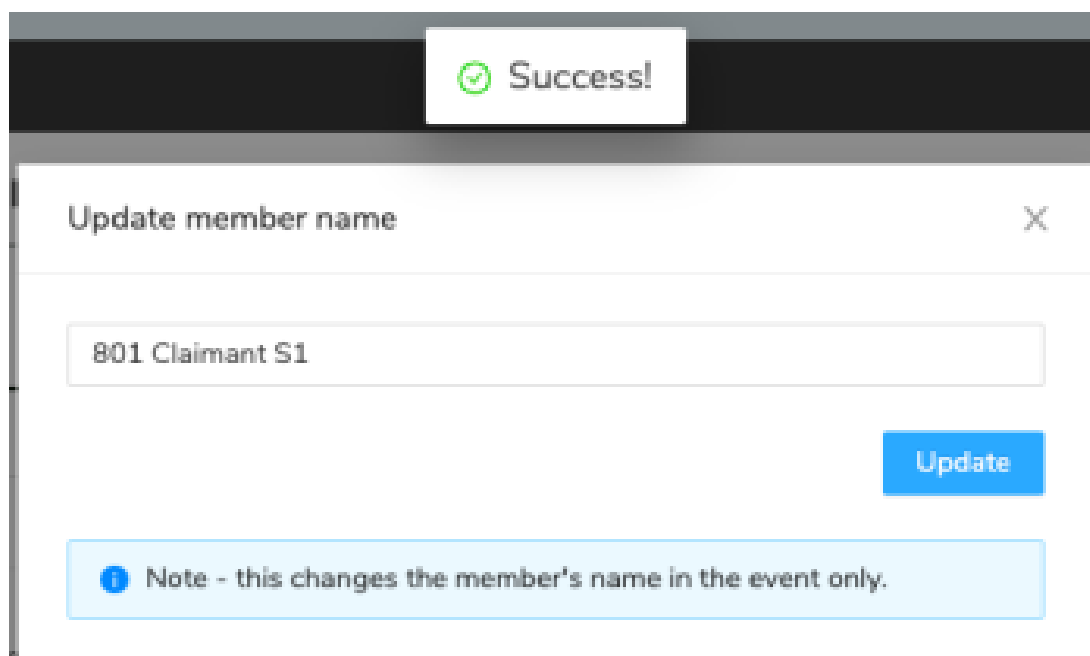 Success!
Update member name
801 Claimant S1
Update
Note - this changes the member's name in the event only.